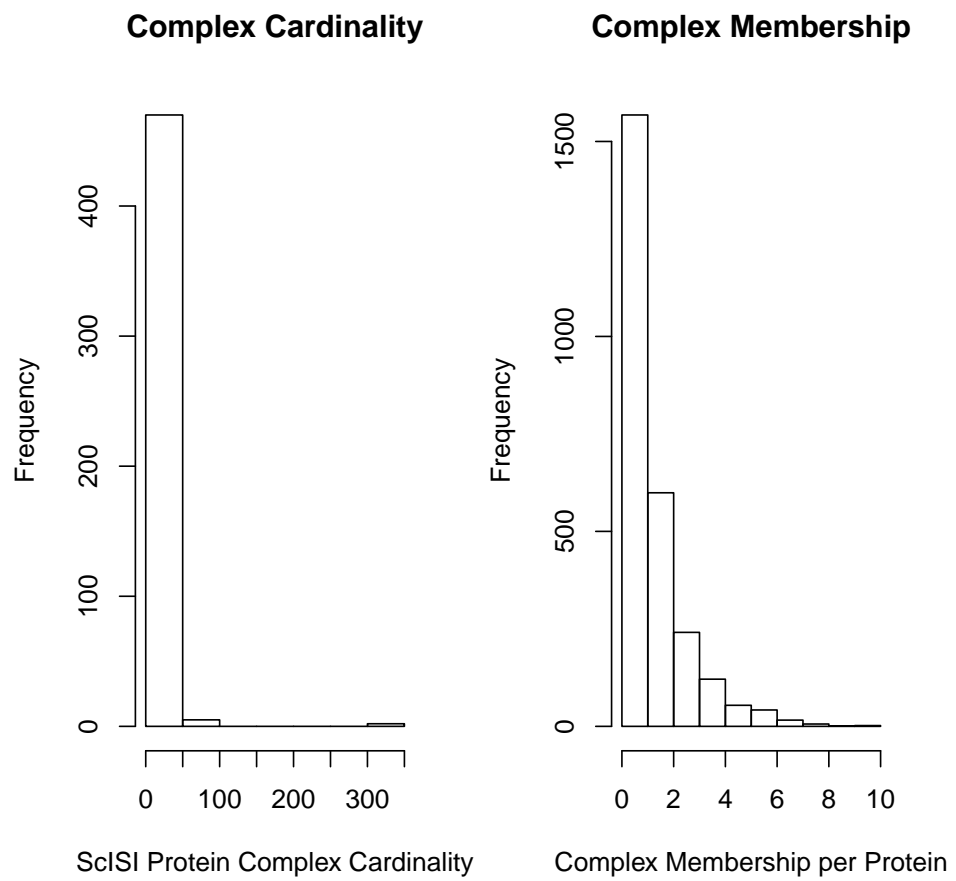 Complex Cardinality
Frequency
400
300
200
100
0
0 100 200 300
ScISI Protein Complex Cardinality
Complex Membership
Frequency
1500
1000
500
0
0 2 4 6 8 10
Complex Membership per Protein